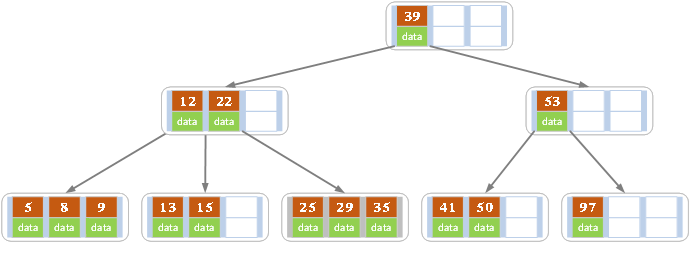 39
data
12 22
data data
53
data
5 8 9
data data data
13 15
data data
25 29 35
data data data
41 50
data data
97
data